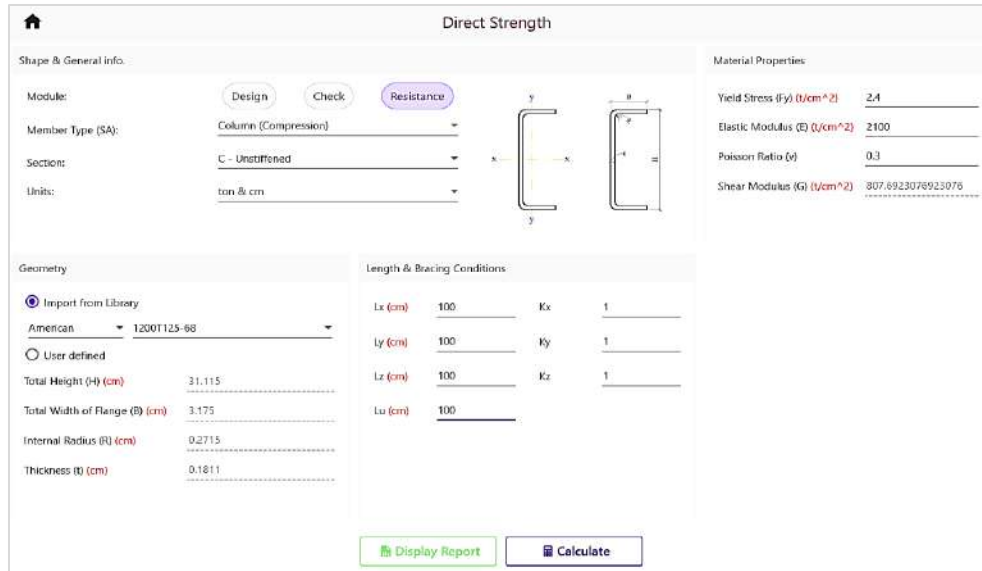 Direct Strength
Shape & General info.
Module: Design Check Resistance
Member Type (SA): Column (Compression)
Section: C - Unstiffened
Units: ton & cm
y
x x
y
B
R
t
H
Material Properties
Yield Stress (Fy) (t/cm^2) 2.4
Elastic Modulus (E) (t/cm^2) 2100
Poisson Ratio (v) 0.3
Shear Modulus (G) (t/cm^2) 807.6923076923076
Geometry
Import from Library
American 1200T125-68
User defined
Total Height (H) (cm) 31.115
Total Width of Flange (B) (cm) 3.175
Internal Radius (R) (cm) 0.2715
Thickness (t) (cm) 0.1811
Length & Bracing Conditions
Lx (cm) 100 Kx 1
Ly (cm) 100 Ky 1
Lz (cm) 100 Kz 1
Lu (cm) 100
Display Report Calculate